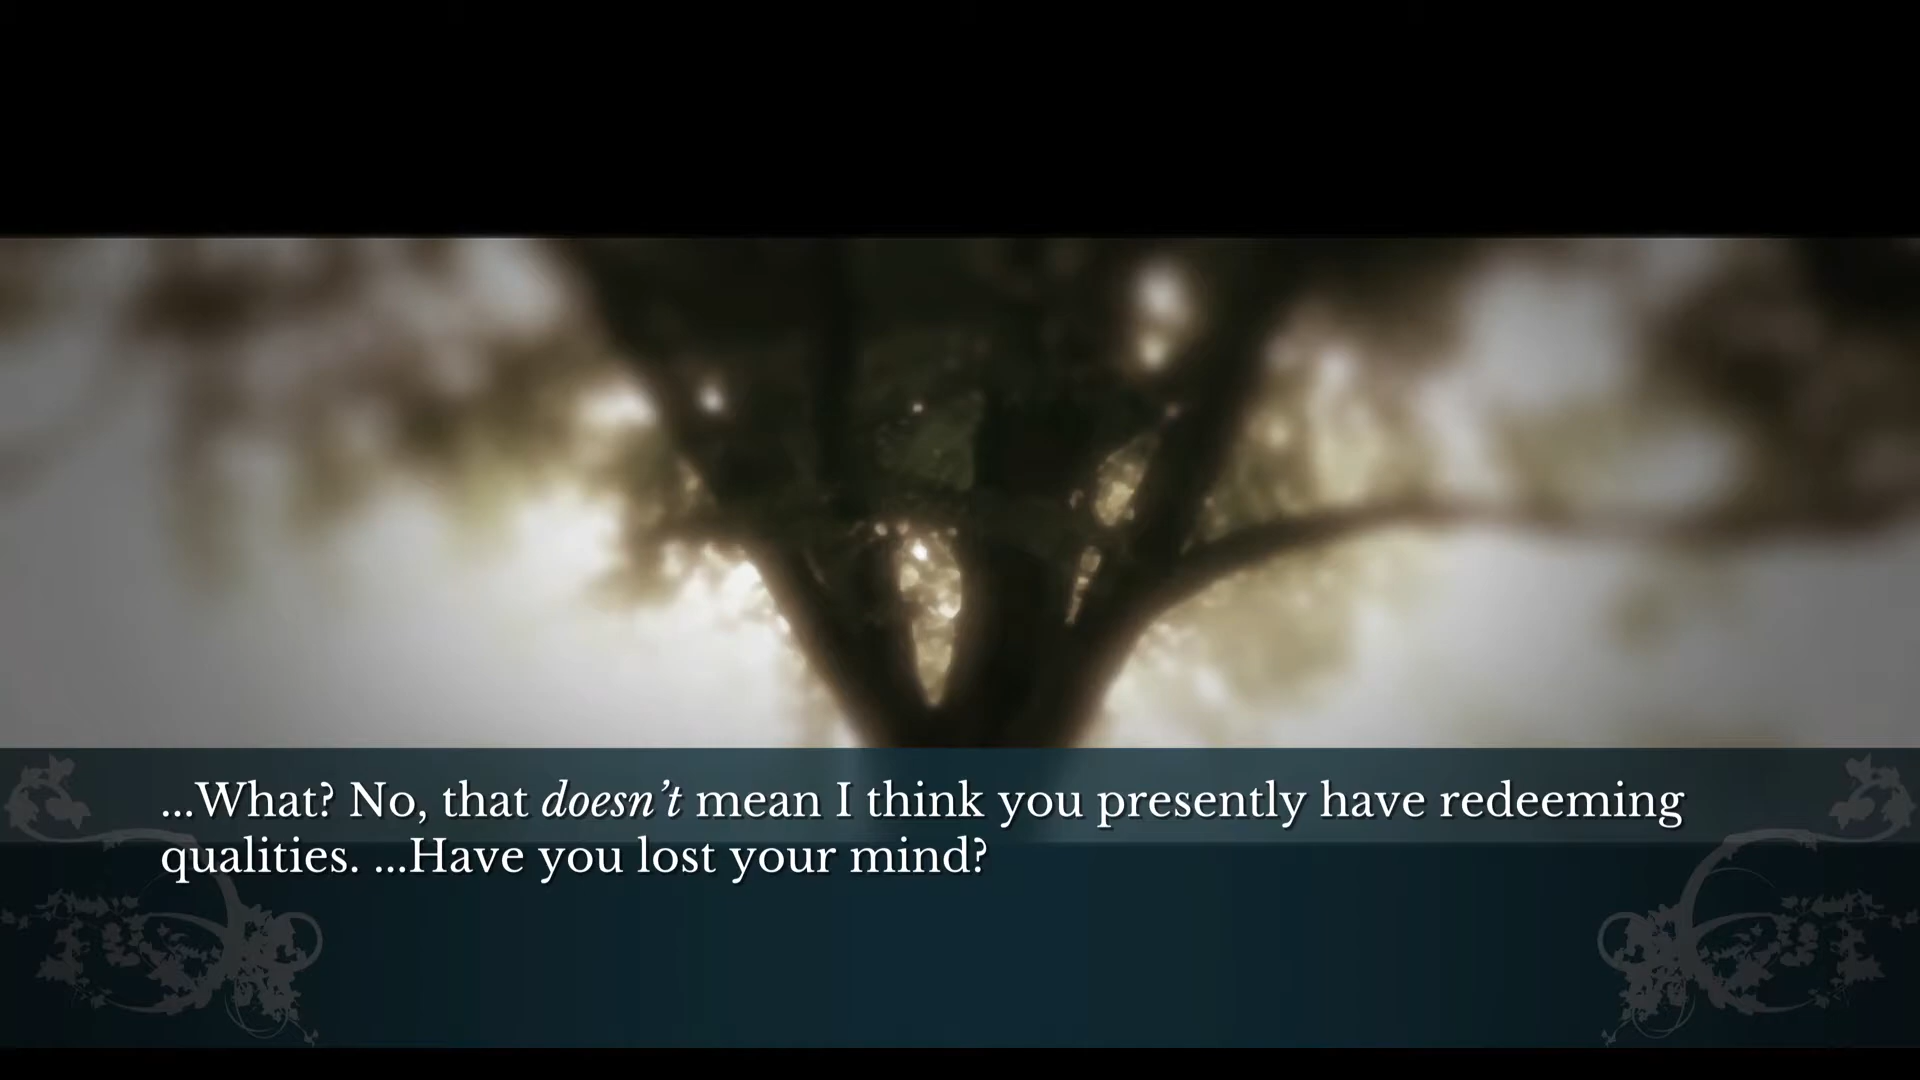 ...What? No, that doesn't mean I think you presently have redeeming
qualities. ...Have you lost your mind?